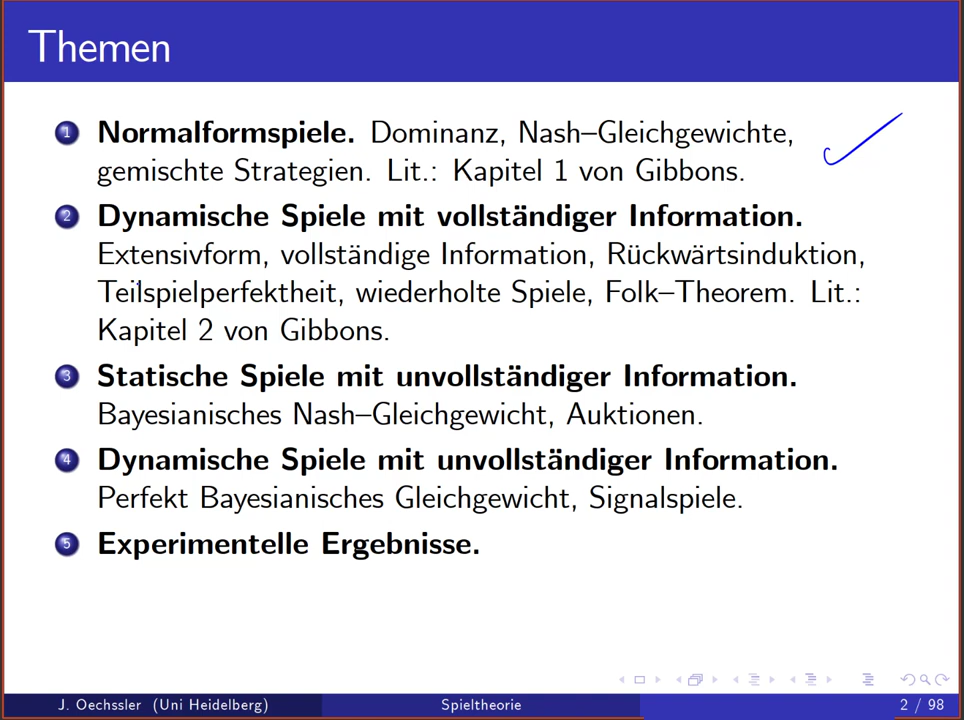 Themen
1 Normalformspiele. Dominanz, Nash–Gleichgewichte,
gemischte Strategien. Lit.: Kapitel 1 von Gibbons.
2 Dynamische Spiele mit vollständiger Information.
Extensivform, vollständige Information, Rückwärtsinduktion,
Teilspielperfektheit, wiederholte Spiele, Folk–Theorem. Lit.:
Kapitel 2 von Gibbons.
3 Statische Spiele mit unvollständiger Information.
Bayesianisches Nash–Gleichgewicht, Auktionen.
4 Dynamische Spiele mit unvollständiger Information.
Perfekt Bayesianisches Gleichgewicht, Signalspiele.
5 Experimentelle Ergebnisse.
J. Oechssler (Uni Heidelberg) Spieltheorie 2 / 98